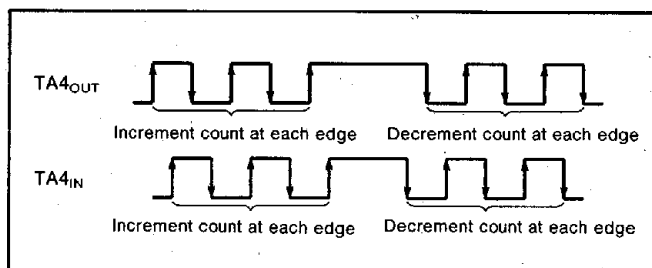 TA4OUT
Increment count at each edge Decrement count at each edge
TA4IN
Increment count at each edge Decrement count at each edge